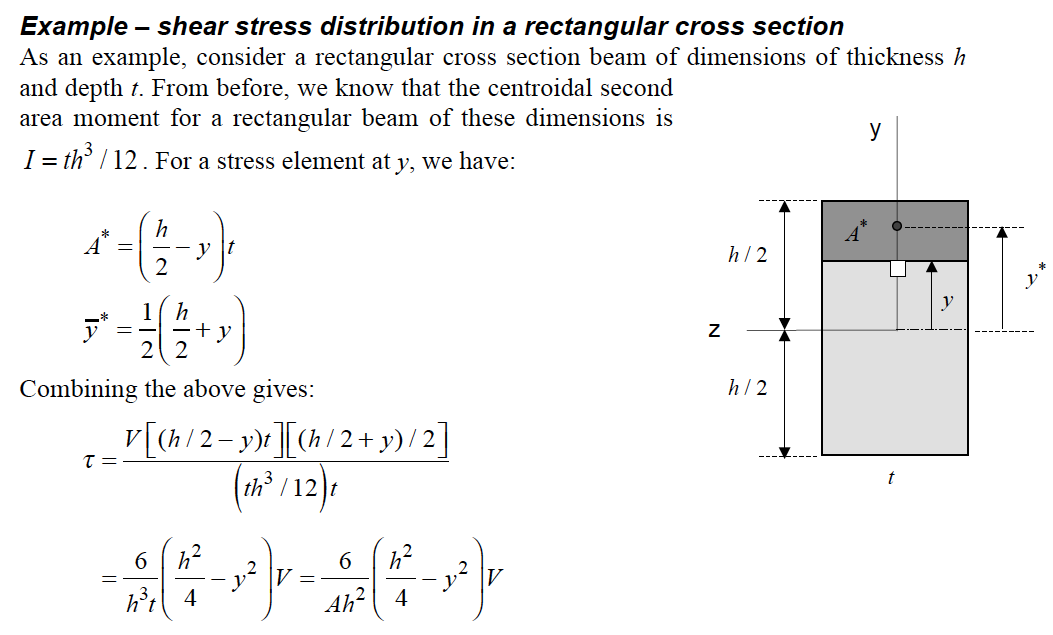 Example – shear stress distribution in a rectangular cross section
As an example, consider a rectangular cross section beam of dimensions of thickness h
and depth t. From before, we know that the centroidal second
area moment for a rectangular beam of these dimensions is
I = th³ / 12 . For a stress element at y, we have:
A* = (h/2 − y) t
ȳ* = 1/2 (h/2 + y)
Combining the above gives:
τ = V[(h / 2 − y)t][(h / 2 + y) / 2] / (th³ / 12)t
= 6/h³t (h²/4 − y²) V = 6/Ah² (h²/4 − y²) V
y
A*
h / 2
y*
y
z
h / 2
t